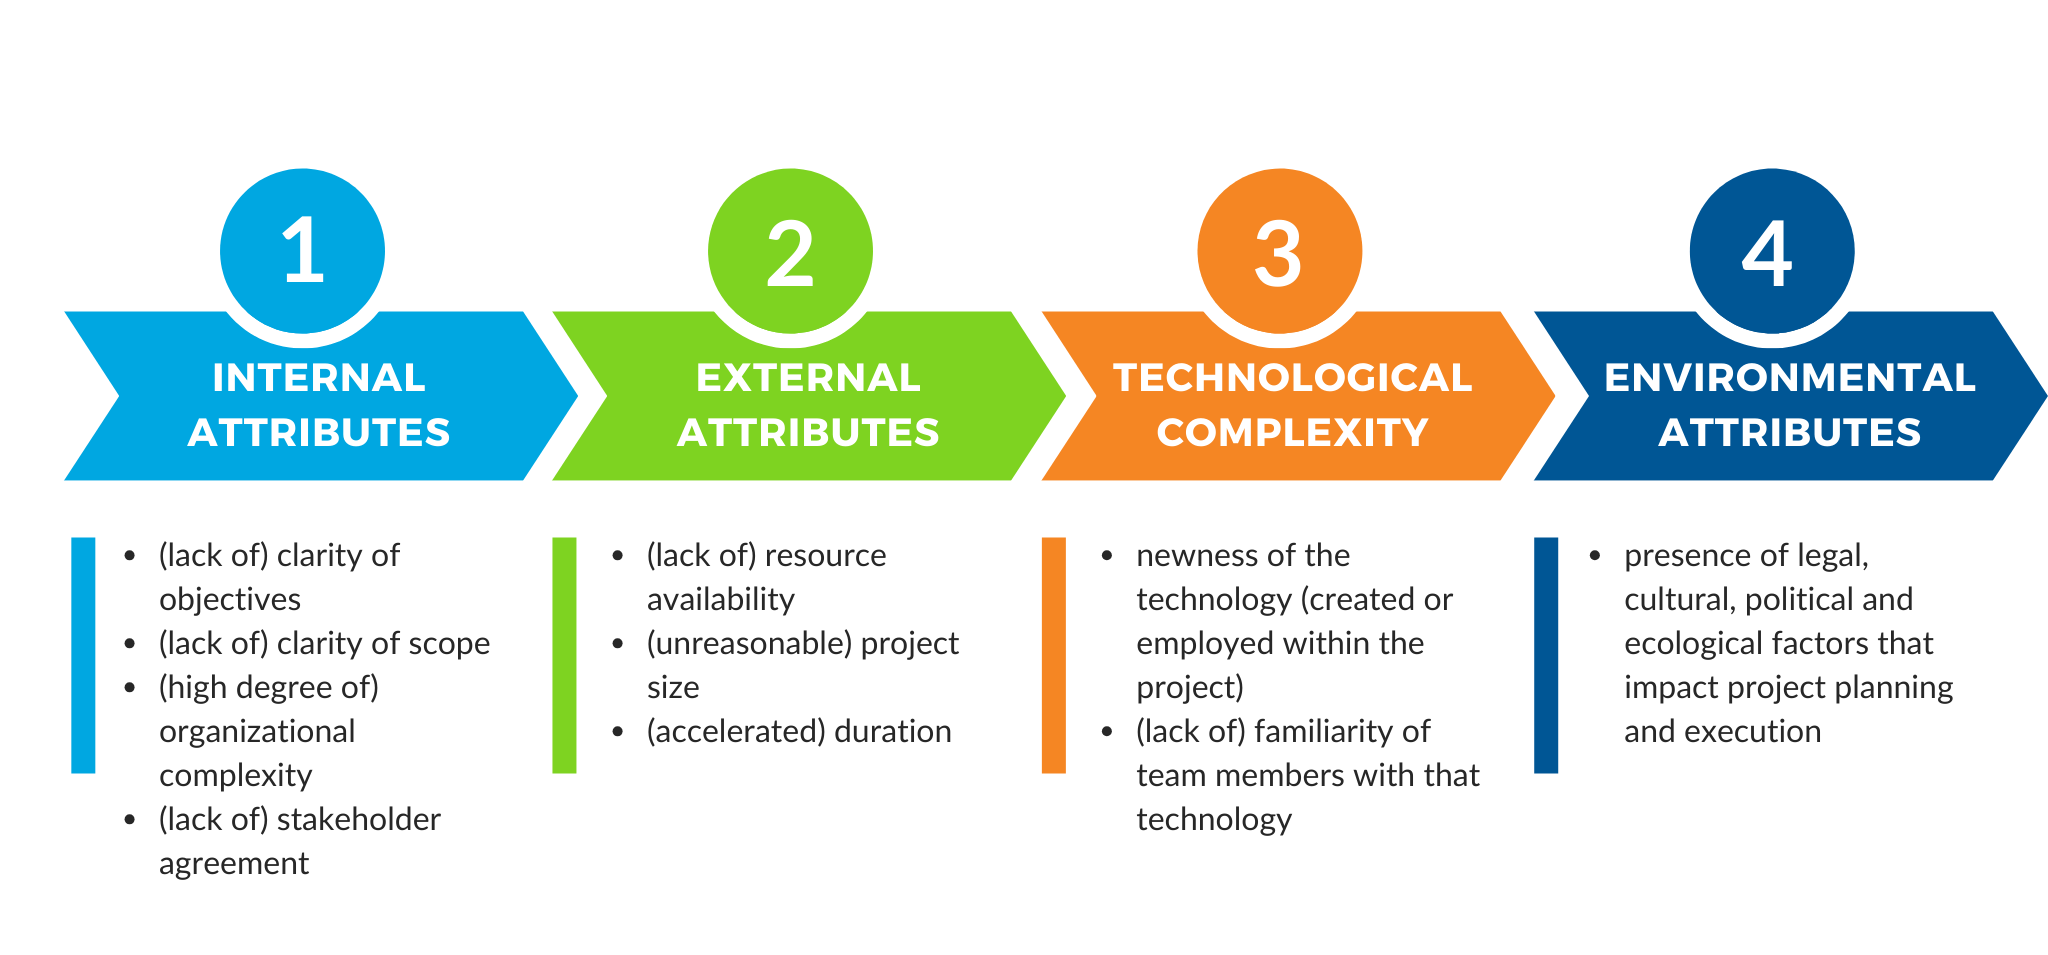 1
INTERNAL
ATTRIBUTES
• (lack of) clarity of
objectives
• (lack of) clarity of scope
• (high degree of)
organizational
complexity
• (lack of) stakeholder
agreement
2
EXTERNAL
ATTRIBUTES
• (lack of) resource
availability
• (unreasonable) project
size
• (accelerated) duration
3
TECHNOLOGICAL
COMPLEXITY
• newness of the
technology (created or
employed within the
project)
• (lack of) familiarity of
team members with that
technology
4
ENVIRONMENTAL
ATTRIBUTES
• presence of legal,
cultural, political and
ecological factors that
impact project planning
and execution